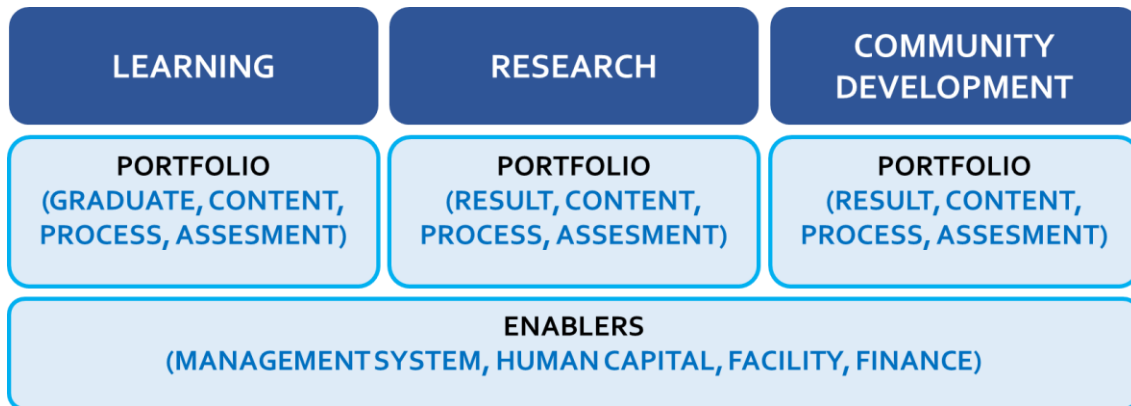 LEARNING
RESEARCH
COMMUNITY
DEVELOPMENT
PORTFOLIO
(GRADUATE, CONTENT,
PROCESS, ASSESMENT)
PORTFOLIO
(RESULT, CONTENT,
PROCESS, ASSESMENT)
PORTFOLIO
(RESULT, CONTENT,
PROCESS, ASSESMENT)
ENABLERS
(MANAGEMENT SYSTEM, HUMAN CAPITAL, FACILITY, FINANCE)